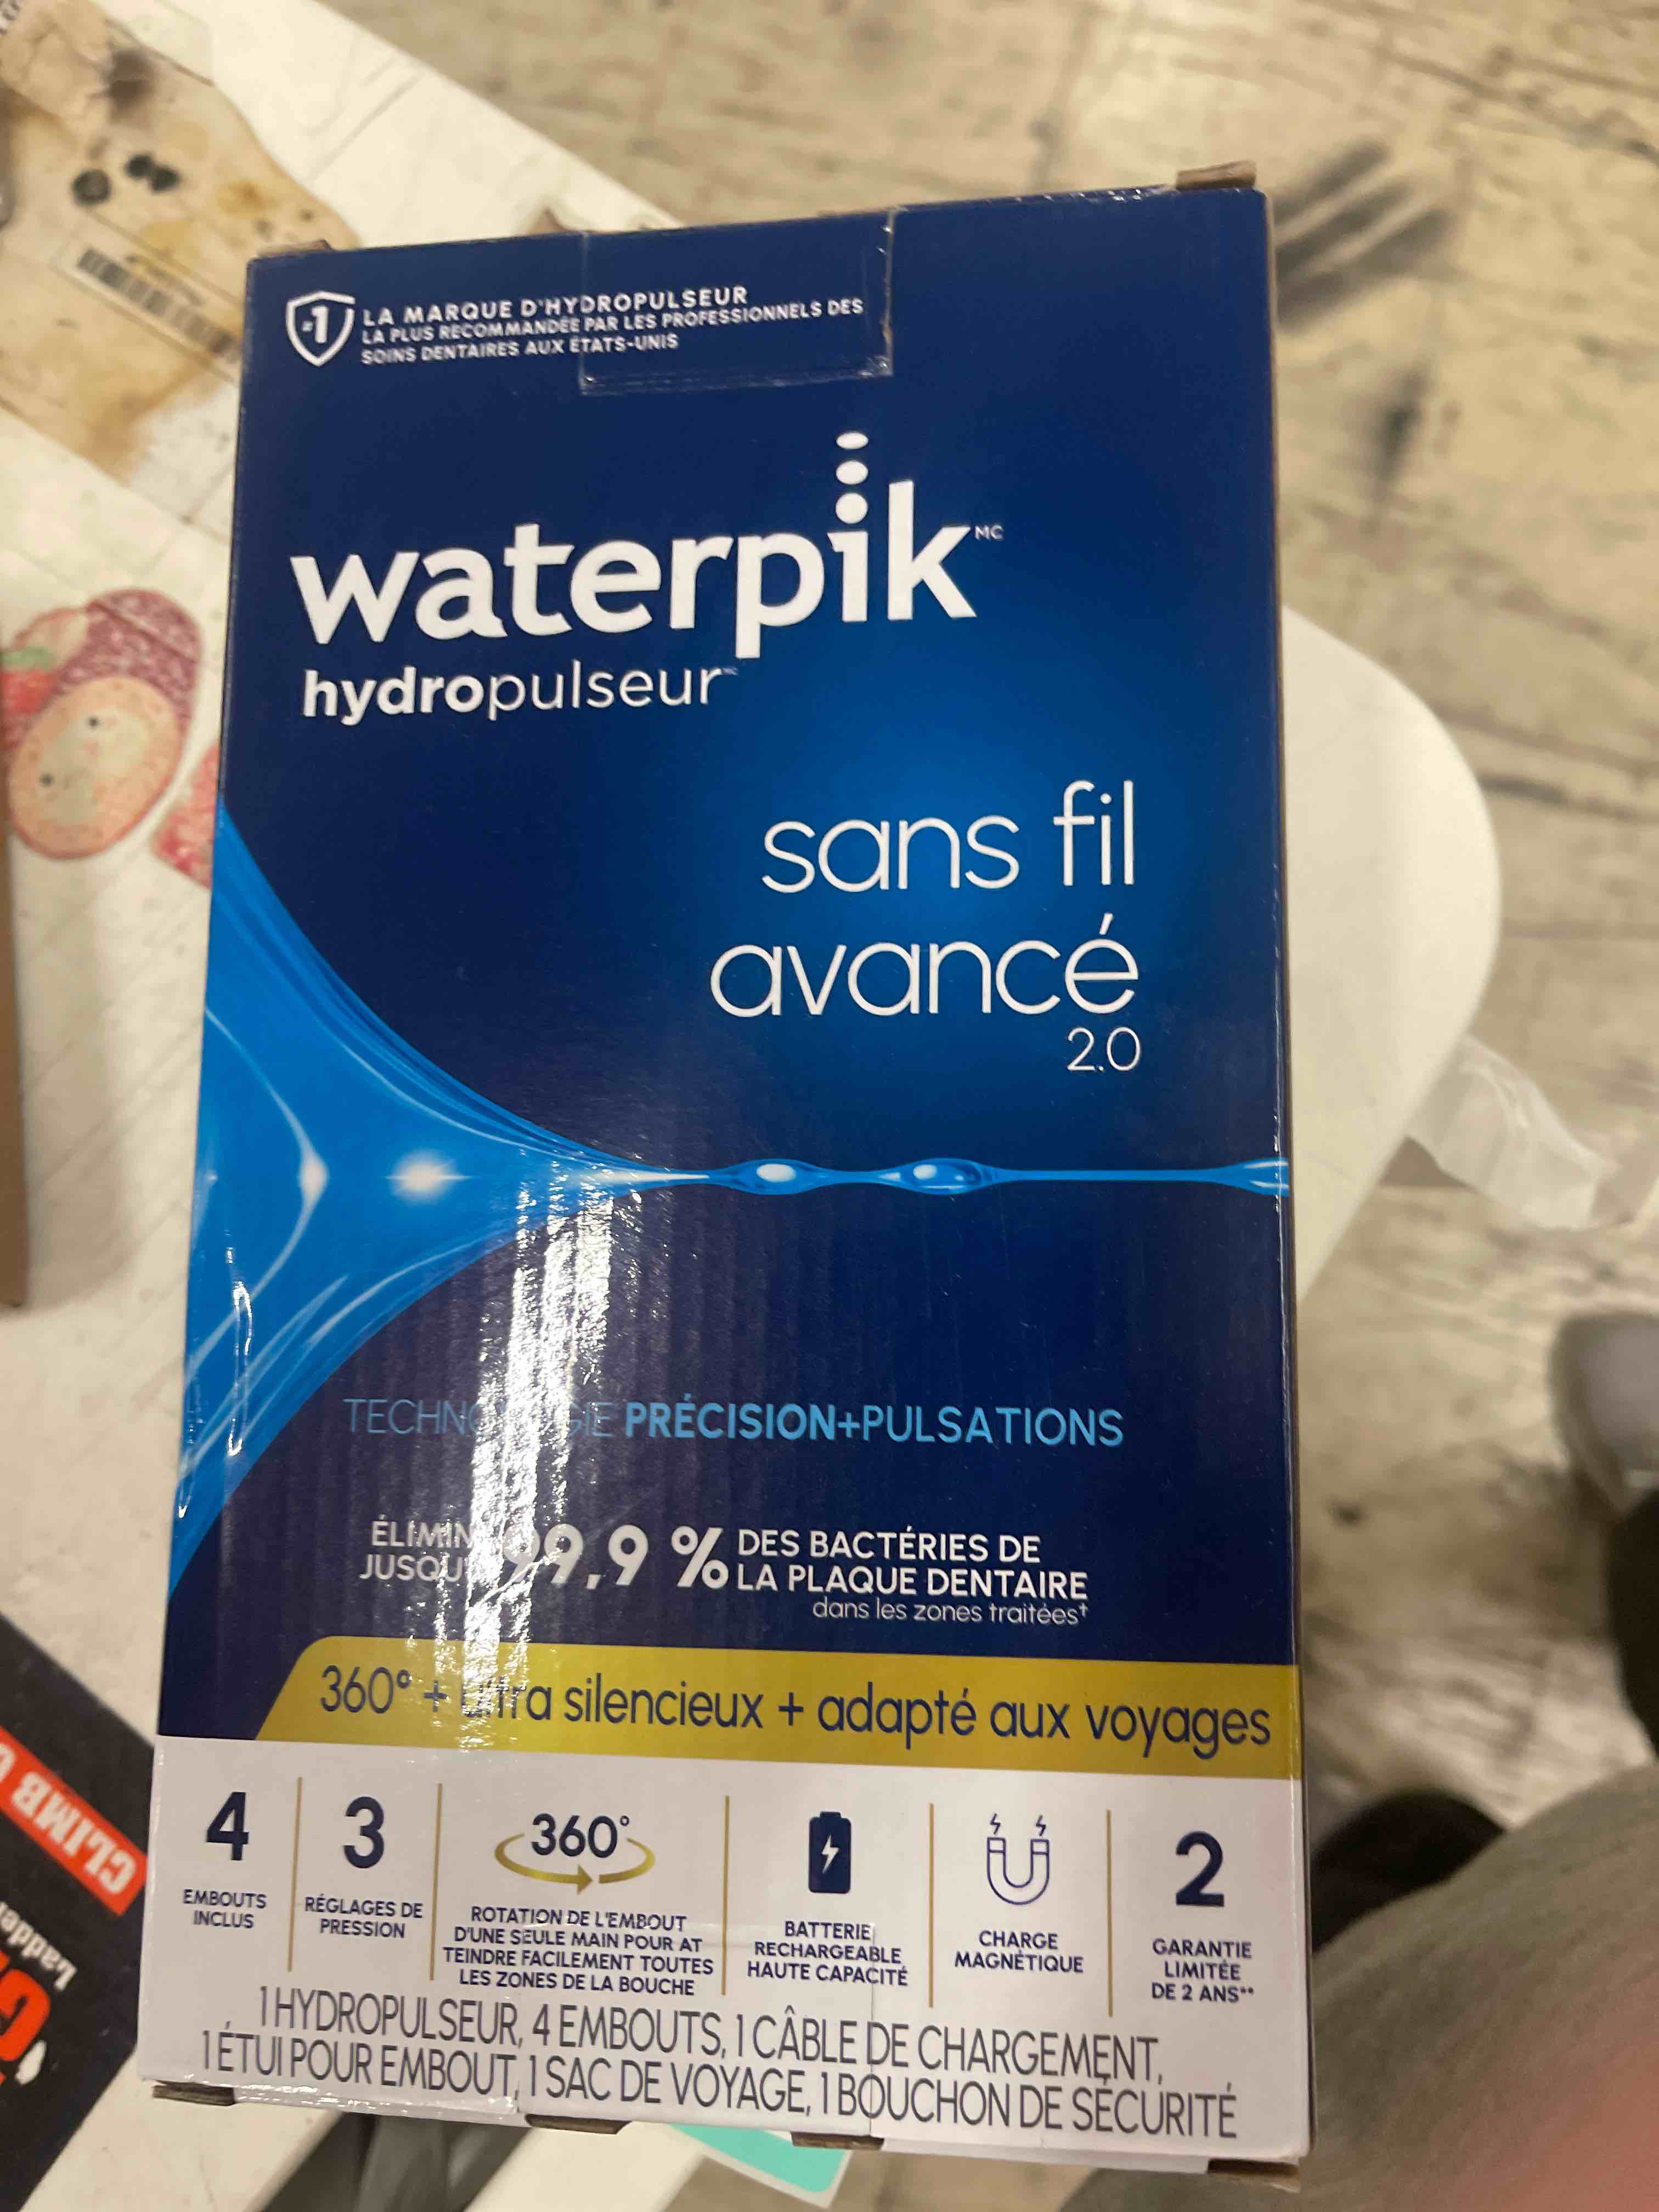 #1
LA MARQUE D'HYDROPULSEUR
LA PLUS RECOMMANDÉE PAR LES PROFESSIONNELS DES
SOINS DENTAIRES AUX ÉTATS-UNIS
waterpik MC
hydropulseur MC
sans fil
avancé
2.0
TECHNOLOGIE PRÉCISION+PULSATIONS
99,9 % DES BACTÉRIES DE
LA PLAQUE DENTAIRE
dans les zones traitées†
360° + ultra silencieux + adapté aux voyages
4
EMBOUTS
INCLUS
3
RÉGLAGES DE
PRESSION
360°
ROTATION DE L'EMBOUT
D'UNE SEULE MAIN POUR AT
TEINDRE FACILEMENT TOUTES
LES ZONES DE LA BOUCHE
BATTERIE
RECHARGEABLE
HAUTE CAPACITÉ
CHARGE
MAGNÉTIQUE
2
GARANTIE
LIMITÉE
DE 2 ANS**
1 HYDROPULSEUR, 4 EMBOUTS, 1 CÂBLE DE CHARGEMENT,
1 ÉTUI POUR EMBOUT, 1 SAC DE VOYAGE, 1 BOUCHON DE SÉCURITÉ
CLIMB
Ladder